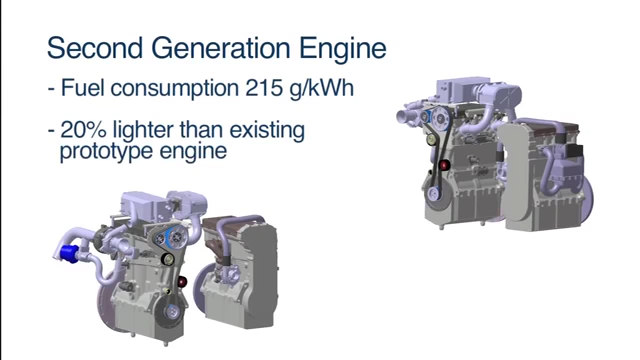 Second Generation Engine
- Fuel consumption 215 g/kWh
- 20% lighter than existing
prototype engine